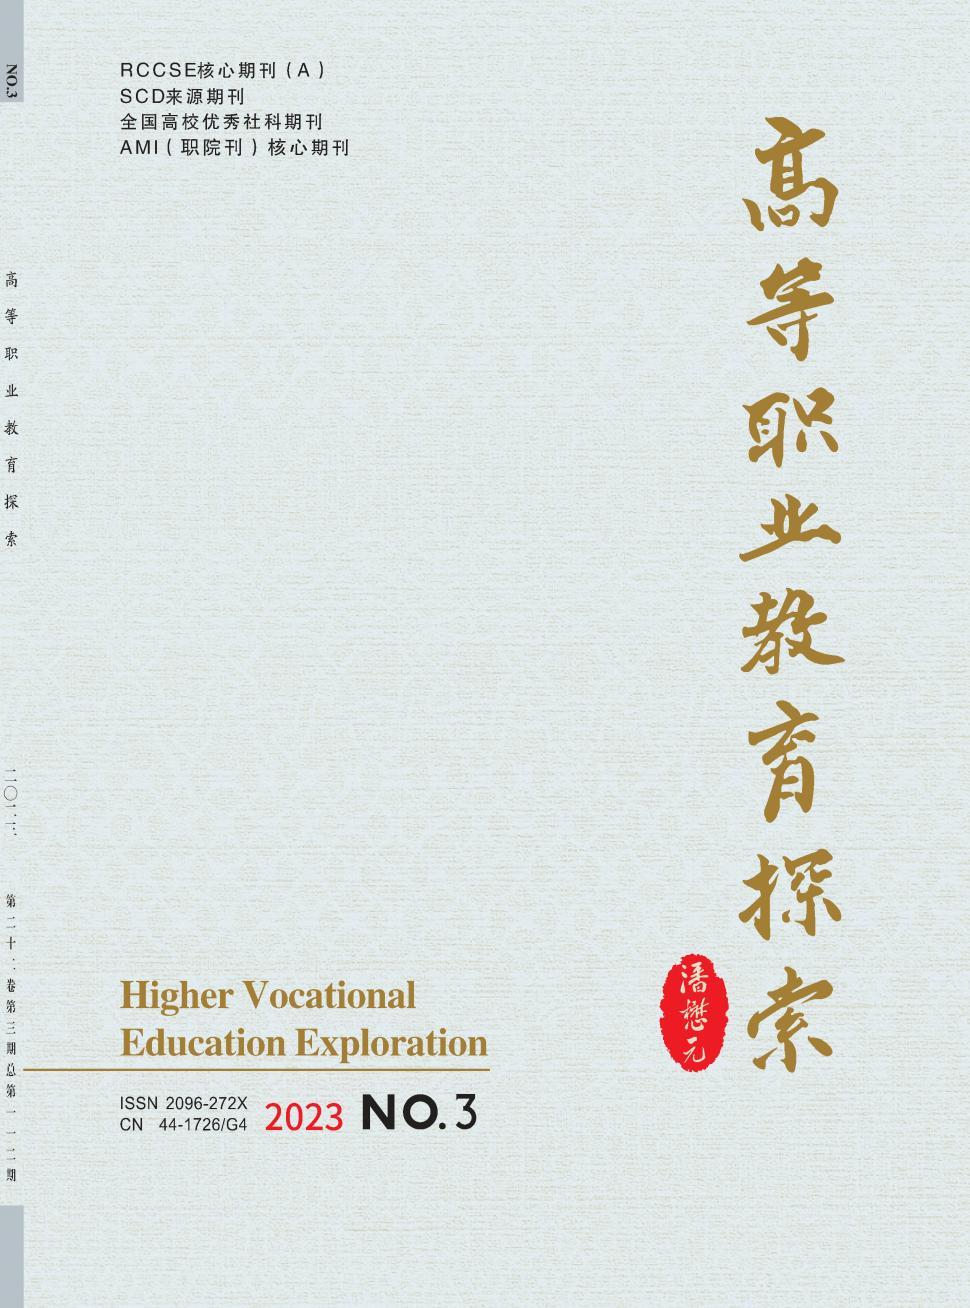 RCCSE核心期刊(A)
SCD来源期刊
全国高校优秀社科期刊
AMI(职院刊)核心期刊
高等职业教育探索
潘懋元
Higher Vocational
Education Exploration
ISSN 2096-272X
CN 44-1726/G4
2023 NO.3
NO.3
高等职业教育探索
二〇二三
第二十二卷第三期总第一一二期